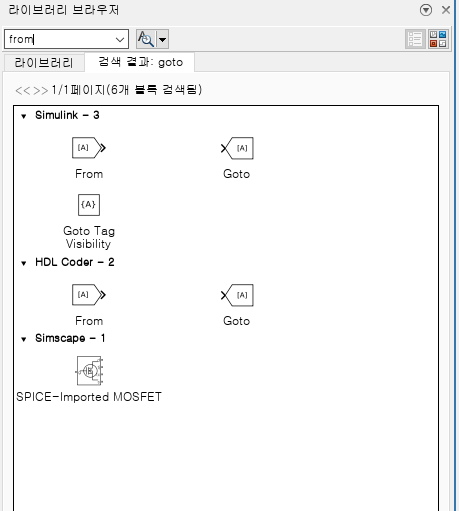 라이브러리 브라우저
from
라이브러리
검색 결과: goto
<< >> 1/1페이지(6개 블록 검색됨)
Simulink - 3
[A]
[A]
From
Goto
{A}
Goto Tag
Visibility
HDL Coder - 2
[A]
[A]
From
Goto
Simscape - 1
SPICE-Imported MOSFET